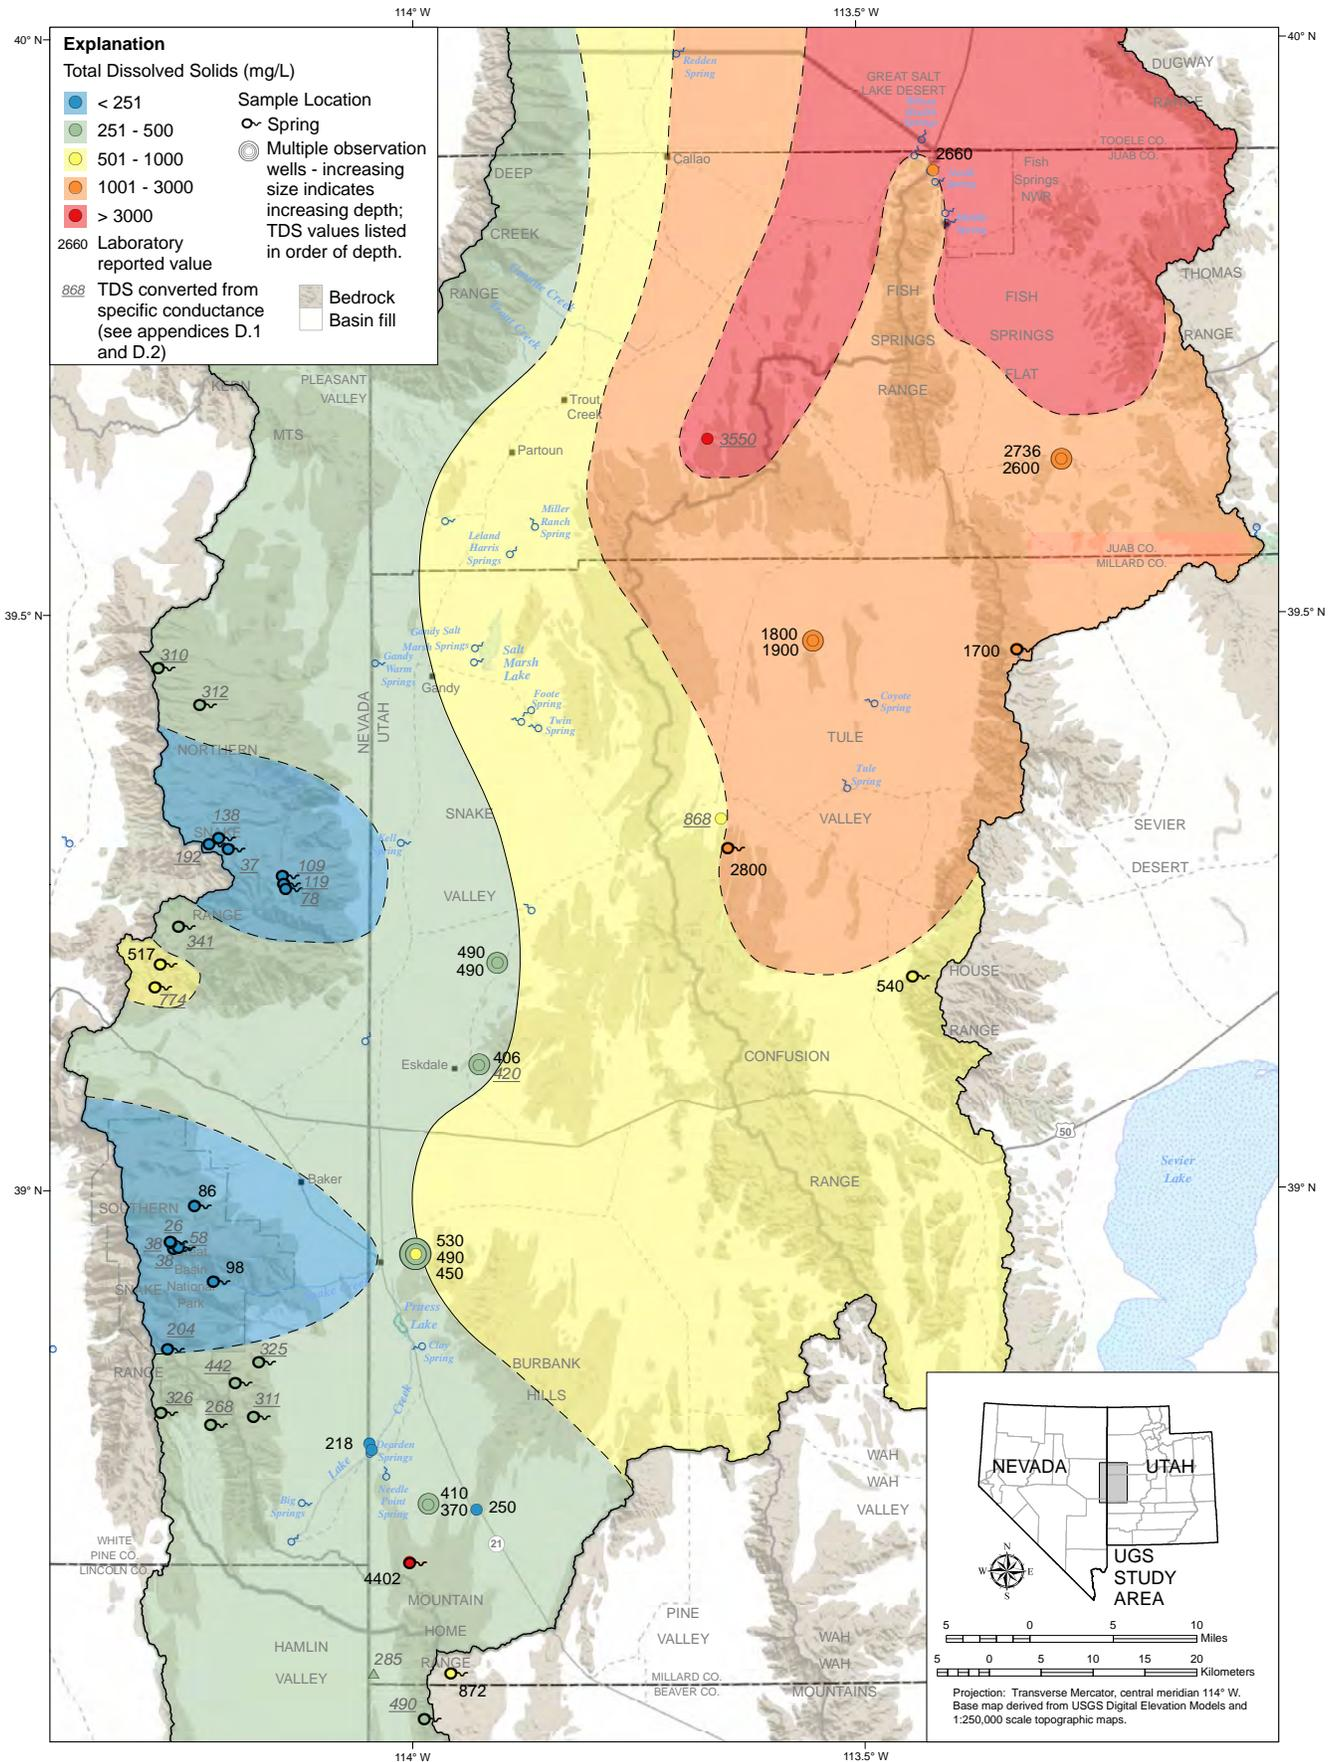 114° W
113.5° W
40° N
40° N
Explanation
Total Dissolved Solids (mg/L)
< 251
251 - 500
501 - 1000
1001 - 3000
> 3000
2660 Laboratory
reported value
868 TDS converted from
specific conductance
(see appendices D.1
and D.2)
Sample Location
Spring
Multiple observation
wells - increasing
size indicates
increasing depth;
TDS values listed
in order of depth.
Bedrock
Basin fill
Redden
Spring
GREAT SALT
LAKE DESERT
DUGWAY
RANGE
TOOELE CO.
JUAB CO.
Callao
2660
Fish
Springs
NWR
DEEP
CREEK
RANGE
Granite Creek
Trout Creek
THOMAS
RANGE
FISH
SPRINGS
RANGE
FISH
SPRINGS
FLAT
KERN
MTS
PLEASANT
VALLEY
Trout
Creek
Partoun
3550
2736
2600
Miller
Ranch
Spring
Leland
Harris
Springs
JUAB CO.
MILLARD CO.
39.5° N
39.5° N
Gandy Salt
Marsh Springs
Salt
Marsh
Lake
Gandy
Warm
Springs
Gandy
1800
1900
1700
310
312
Foote
Spring
Twin
Spring
Coyote
Spring
NEVADA
UTAH
NORTHERN
SNAKE
RANGE
TULE
VALLEY
Tule
Spring
138
192
37
109
119
78
Kell
Spring
SNAKE
VALLEY
868
2800
SEVIER
DESERT
341
517
774
490
490
540
HOUSE
RANGE
Eskdale
406
420
CONFUSION
RANGE
50
Sevier
Lake
39° N
39° N
Baker
86
SOUTHERN
26
38
58
38
Basin
National
Park
98
SNAKE
RANGE
530
490
450
Pruess
Lake
Clay
Spring
204
325
442
326
268
311
BURBANK
HILLS
Lake
Creek
218
Dearden
Springs
Needle
Point
Spring
Big
Springs
410
370
250
21
WAH
WAH
VALLEY
WHITE
PINE CO.
LINCOLN CO.
4402
MOUNTAIN
HOME
RANGE
HAMLIN
VALLEY
285
872
490
PINE
VALLEY
MILLARD CO.
BEAVER CO.
WAH
WAH
MOUNTAINS
NEVADA
UTAH
UGS
STUDY
AREA
N
W
E
S
5 0 5 10
Miles
5 0 5 10 15 20
Kilometers
Projection: Transverse Mercator, central meridian 114° W.
Base map derived from USGS Digital Elevation Models and
1:250,000 scale topographic maps.
114° W
113.5° W